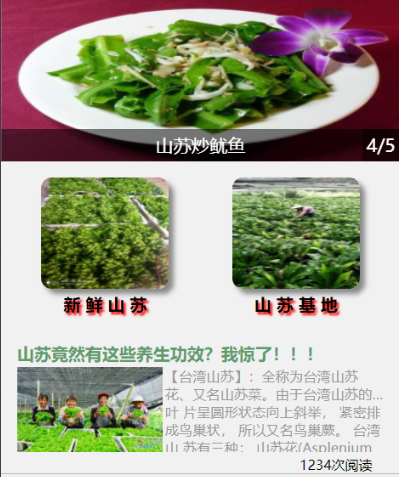 山苏炒鱿鱼
4/5
新鲜山苏
山苏基地
山苏竟然有这些养生功效？我惊了！！！
【台湾山苏】：全称为台湾山苏
花、又名山苏菜。由于台湾山苏的...
叶 片呈圆形状态向上斜举， 紧密排
成鸟巢状， 所以又名鸟巢蕨。 台湾
山 苏有三种： 山苏花(Asplenium
1234次阅读